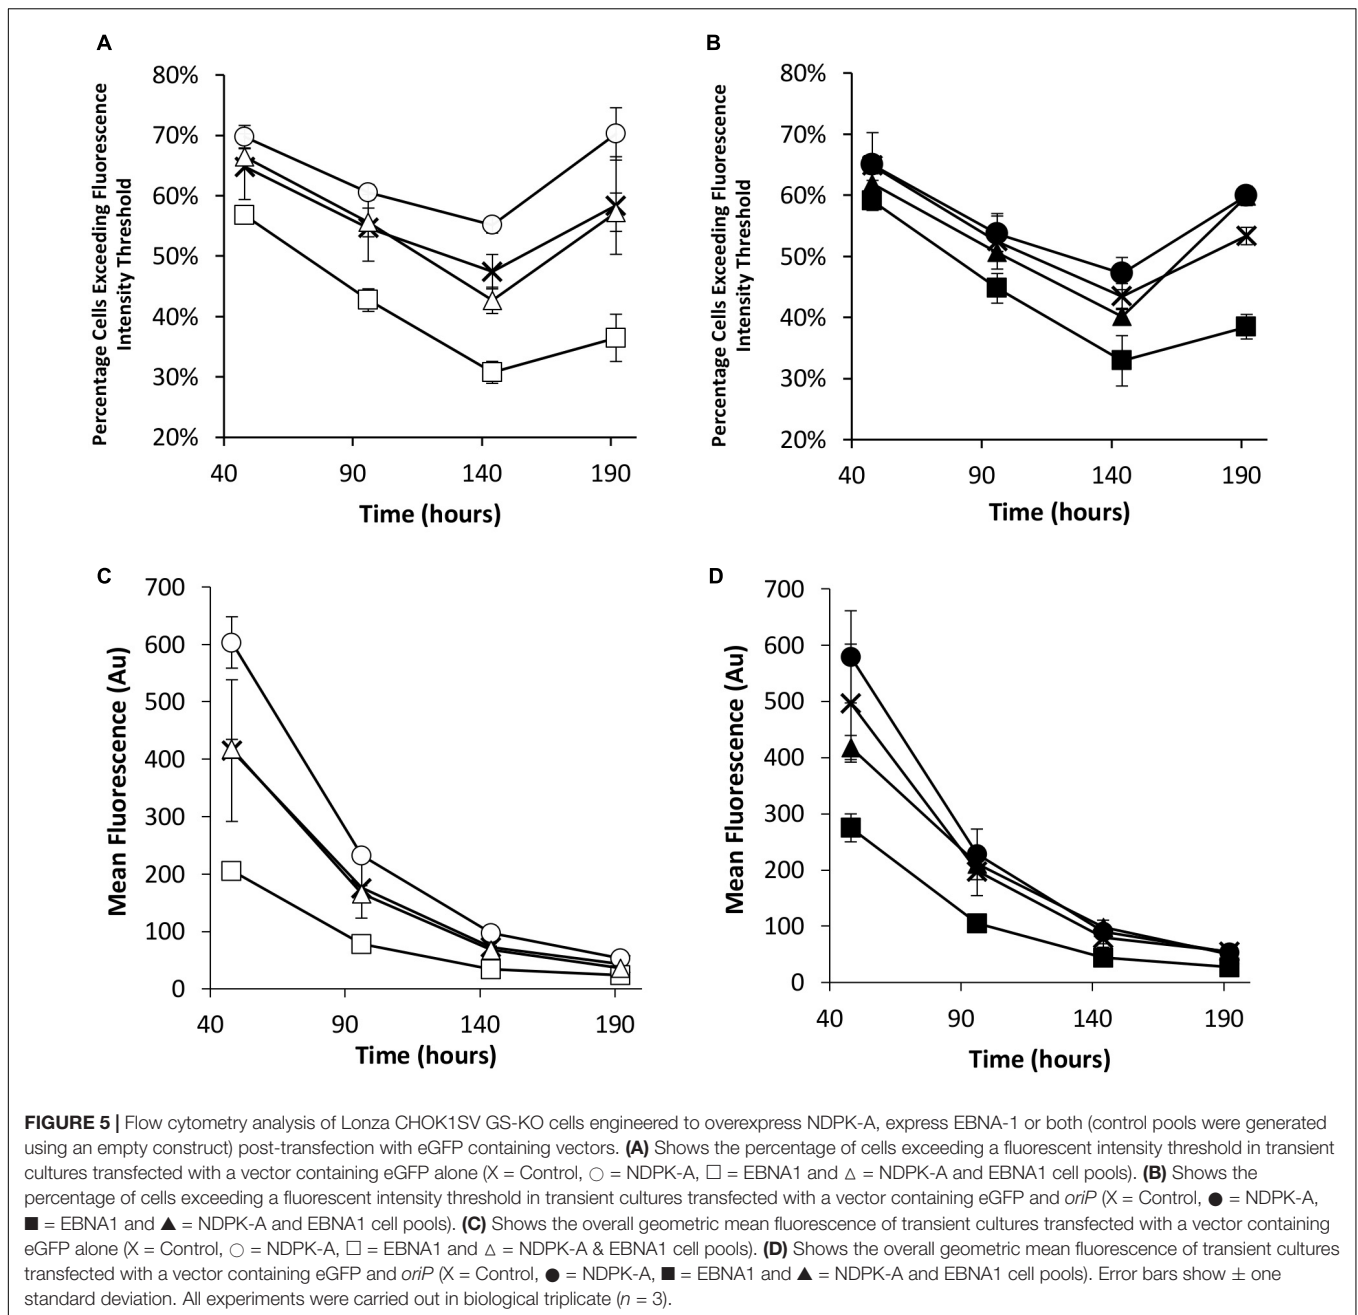 A
Percentage Cells Exceeding Fluorescence
Intensity Threshold
80%
70%
60%
50%
40%
30%
20%
40 90 140 190
Time (hours)
B
Percentage Cells Exceeding Fluorescence
Intensity Threshold
80%
70%
60%
50%
40%
30%
20%
40 90 140 190
Time (hours)
C
Mean Fluorescence (Au)
700
600
500
400
300
200
100
0
40 90 140 190
Time (hours)
D
Mean Fluorescence (Au)
700
600
500
400
300
200
100
0
40 90 140 190
Time (hours)
FIGURE 5 | Flow cytometry analysis of Lonza CHOK1SV GS-KO cells engineered to overexpress NDPK-A, express EBNA-1 or both (control pools were generated
using an empty construct) post-transfection with eGFP containing vectors. (A) Shows the percentage of cells exceeding a fluorescent intensity threshold in transient
cultures transfected with a vector containing eGFP alone (X = Control, ○ = NDPK-A, □ = EBNA1 and △ = NDPK-A and EBNA1 cell pools). (B) Shows the
percentage of cells exceeding a fluorescent intensity threshold in transient cultures transfected with a vector containing eGFP and oriP (X = Control, ● = NDPK-A,
■ = EBNA1 and ▲ = NDPK-A and EBNA1 cell pools). (C) Shows the overall geometric mean fluorescence of transient cultures transfected with a vector containing
eGFP alone (X = Control, ○ = NDPK-A, □ = EBNA1 and △ = NDPK-A & EBNA1 cell pools). (D) Shows the overall geometric mean fluorescence of transient cultures
transfected with a vector containing eGFP and oriP (X = Control, ● = NDPK-A, ■ = EBNA1 and ▲ = NDPK-A and EBNA1 cell pools). Error bars show ± one
standard deviation. All experiments were carried out in biological triplicate (n = 3).